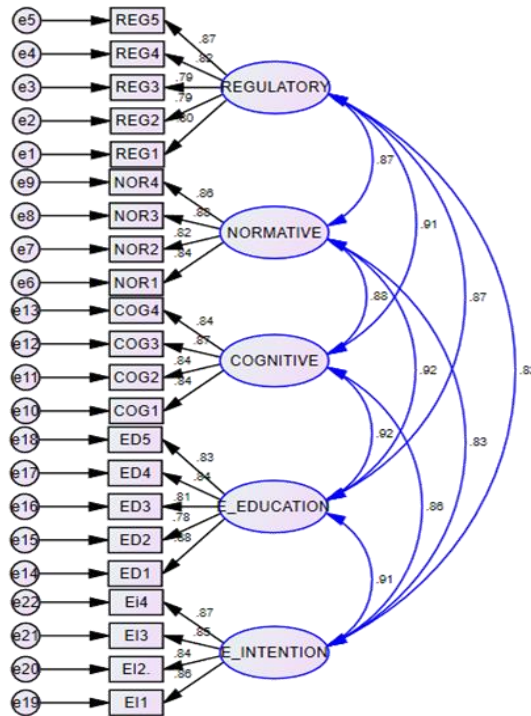 e5 REG5 .87
e4 REG4 .82
e3 REG3 .79 REGULATORY
e2 REG2 .79
e1 REG1 .80
e9 NOR4 .86 .87
e8 NOR3 .88 NORMATIVE .91
e7 NOR2 .82
e6 NOR1 .84 .88 .87
e13 COG4 .84
e12 COG3 .87 COGNITIVE .92
e11 COG2 .84
e10 COG1 .84
e18 ED5 .83 .92 .83
e17 ED4 .84
e16 ED3 .81 E_EDUCATION .86
e15 ED2 .78
e14 ED1
e22 Ei4 .87 .91
e21 EI3 .85 E_INTENTION
e20 EI2. .84
e19 EI1 .86